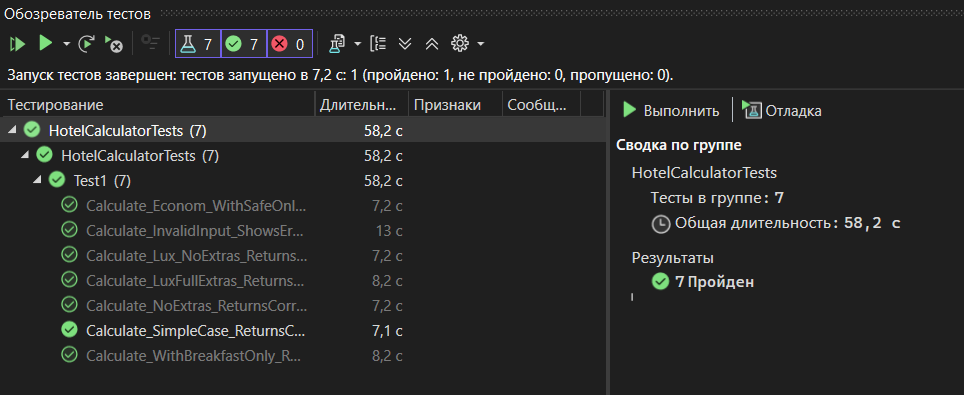 Обозреватель тестов
7 7 0
Запуск тестов завершен: тестов запущено в 7,2 с: 1 (пройдено: 1, не пройдено: 0, пропущено: 0).
Тестирование Длительн... Признаки Сообщ...
HotelCalculatorTests (7) 58,2 с
HotelCalculatorTests (7) 58,2 с
Test1 (7) 58,2 с
Calculate_Econom_WithSafeOnl... 7,2 с
Calculate_InvalidInput_ShowsEr... 13 с
Calculate_Lux_NoExtras_Returns... 7,2 с
Calculate_LuxFullExtras_Returns... 8,2 с
Calculate_NoExtras_ReturnsCorr... 7,2 с
Calculate_SimpleCase_ReturnsC... 7,1 с
Calculate_WithBreakfastOnly_R... 8,2 с
Выполнить Отладка
Сводка по группе
HotelCalculatorTests
Тесты в группе: 7
Общая длительность: 58,2 с
Результаты
7 Пройден